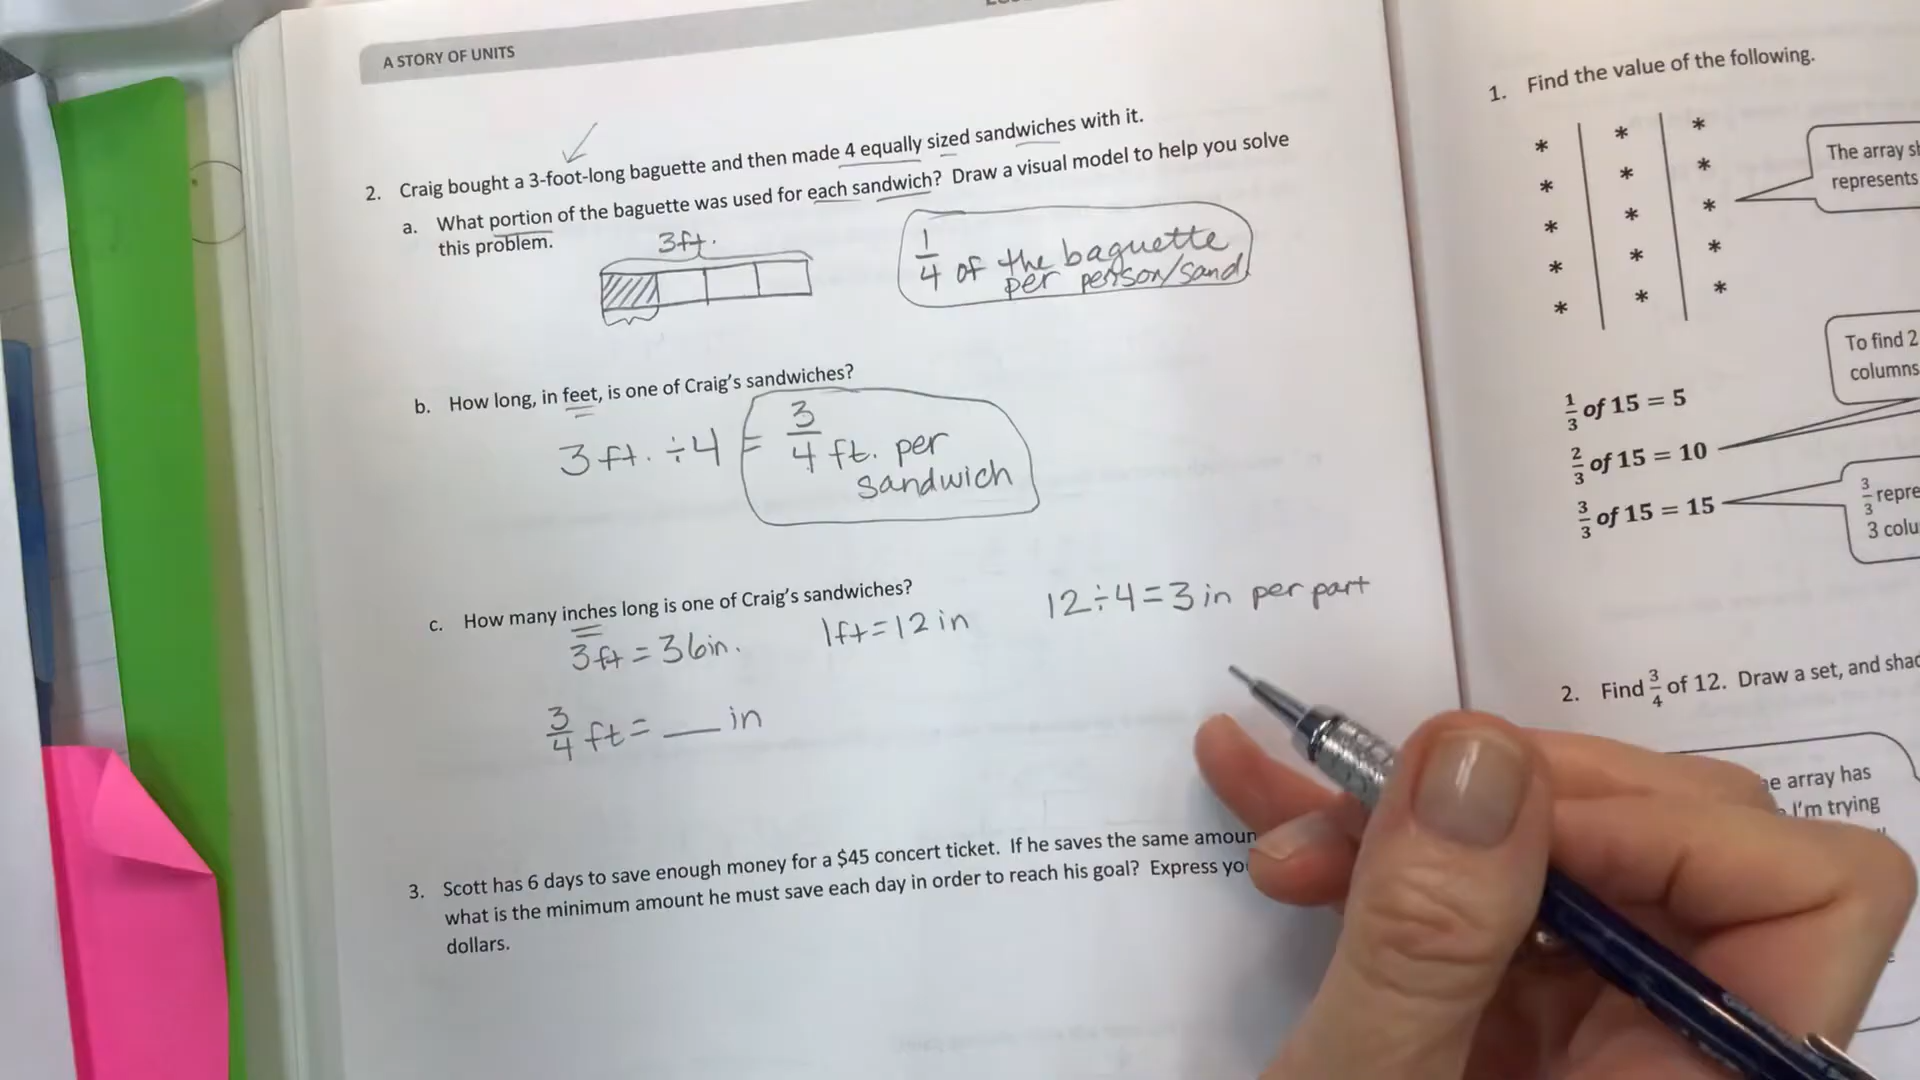 A STORY OF UNITS
2. Craig bought a 3-foot-long baguette and then made 4 equally sized sandwiches with it.
a. What portion of the baguette was used for each sandwich? Draw a visual model to help you solve
this problem.
3ft.
1/4 of the baguette
per person/sand.
b. How long, in feet, is one of Craig's sandwiches?
3 ft. ÷ 4 = 3/4 ft. per
sandwich
c. How many inches long is one of Craig's sandwiches?
3ft = 36in.
1ft = 12 in
12 ÷ 4 = 3 in per part
3/4 ft = __ in
3. Scott has 6 days to save enough money for a $45 concert ticket. If he saves the same
what is the minimum amount he must save each day in order to reach his goal? Express
dollars.
1. Find the value of the following.
* * *
* * *
* * *
* * *
* * *
The array
represents
To find 2
columns
1/3 of 15 = 5
2/3 of 15 = 10
3/3 of 15 = 15
3/3
3
2. Find 3/4 of 12. Draw a set, and
array has
I'm trying